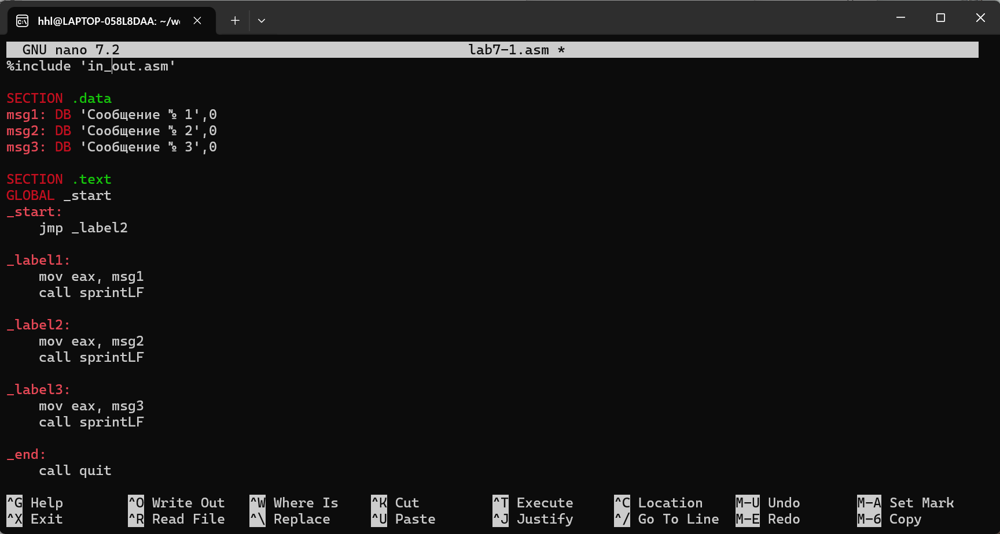 hhl@LAPTOP-058L8DAA: ~/w
GNU nano 7.2 lab7-1.asm *
%include 'in_out.asm'
SECTION .data
msg1: DB 'Сообщение № 1',0
msg2: DB 'Сообщение № 2',0
msg3: DB 'Сообщение № 3',0
SECTION .text
GLOBAL _start
_start:
jmp _label2
_label1:
mov eax, msg1
call sprintLF
_label2:
mov eax, msg2
call sprintLF
_label3:
mov eax, msg3
call sprintLF
_end:
call quit
^G Help ^O Write Out ^W Where Is ^K Cut ^T Execute ^C Location M-U Undo M-A Set Mark
^X Exit ^R Read File ^\ Replace ^U Paste ^J Justify ^/ Go To Line M-E Redo M-6 Copy